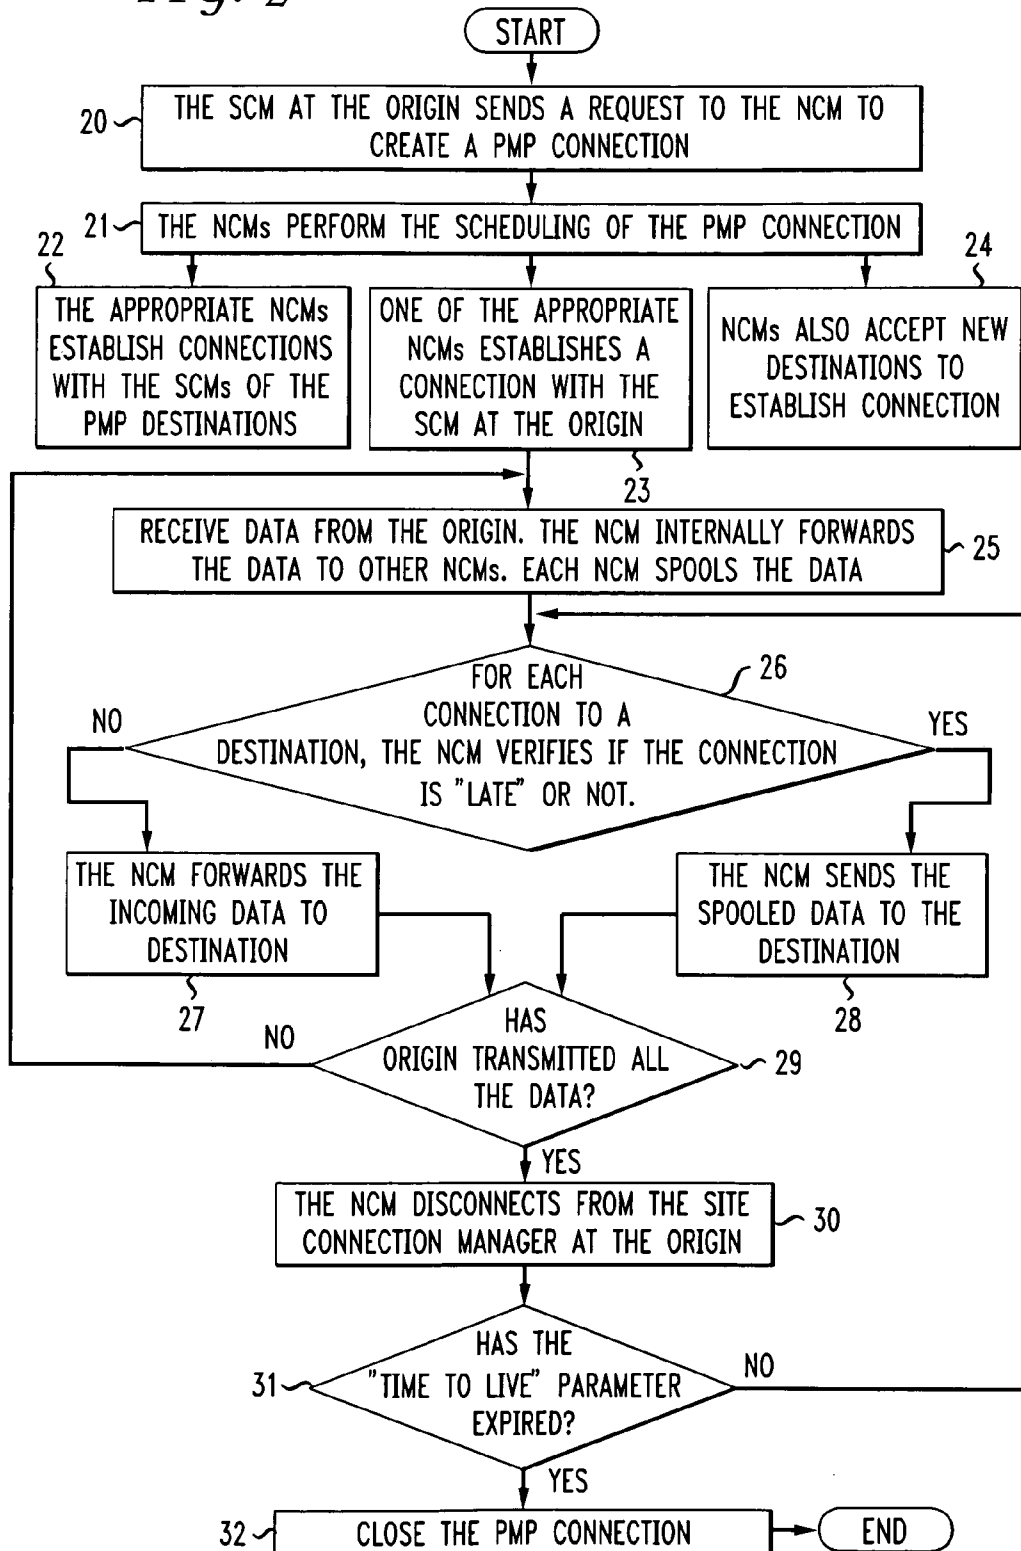 Fig. 2
START
20
THE SCM AT THE ORIGIN SENDS A REQUEST TO THE NCM TO
CREATE A PMP CONNECTION
21
THE NCMs PERFORM THE SCHEDULING OF THE PMP CONNECTION
22
THE APPROPRIATE NCMs
ESTABLISH CONNECTIONS
WITH THE SCMs OF THE
PMP DESTINATIONS
ONE OF THE APPROPRIATE
NCMs ESTABLISHES A
CONNECTION WITH THE
SCM AT THE ORIGIN
23
24
NCMs ALSO ACCEPT NEW
DESTINATIONS TO
ESTABLISH CONNECTION
RECEIVE DATA FROM THE ORIGIN. THE NCM INTERNALLY FORWARDS
THE DATA TO OTHER NCMs. EACH NCM SPOOLS THE DATA
25
26
FOR EACH
CONNECTION TO A
DESTINATION, THE NCM VERIFIES IF THE CONNECTION
IS "LATE" OR NOT.
NO
YES
THE NCM FORWARDS THE
INCOMING DATA TO
DESTINATION
27
THE NCM SENDS THE
SPOOLED DATA TO THE
DESTINATION
28
HAS
ORIGIN TRANSMITTED ALL
THE DATA?
29
NO
YES
THE NCM DISCONNECTS FROM THE SITE
CONNECTION MANAGER AT THE ORIGIN
30
31
HAS THE
"TIME TO LIVE" PARAMETER
EXPIRED?
NO
YES
32
CLOSE THE PMP CONNECTION
END